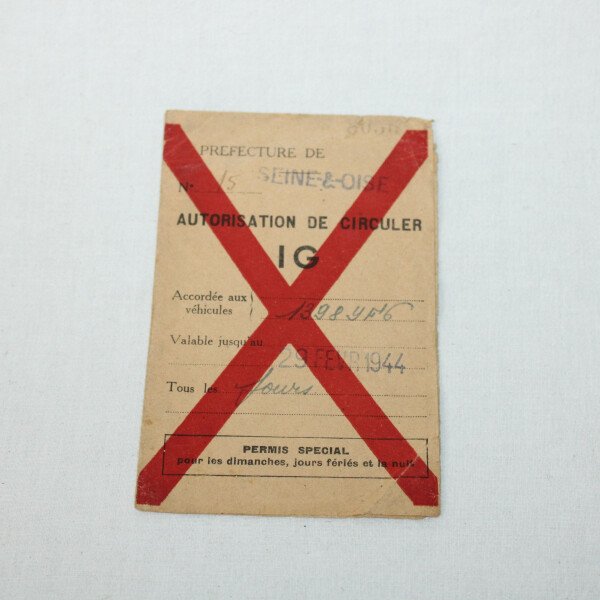 PREFECTURE DE
SEINE-&-OISE
N° 15
AUTORISATION DE CIRCULER
IG
Accordée aux
véhicules
Valable jusqu'au
29 FEVR 1944
Tous les jours
PERMIS SPECIAL
pour les dimanches, jours fériés et la nuit